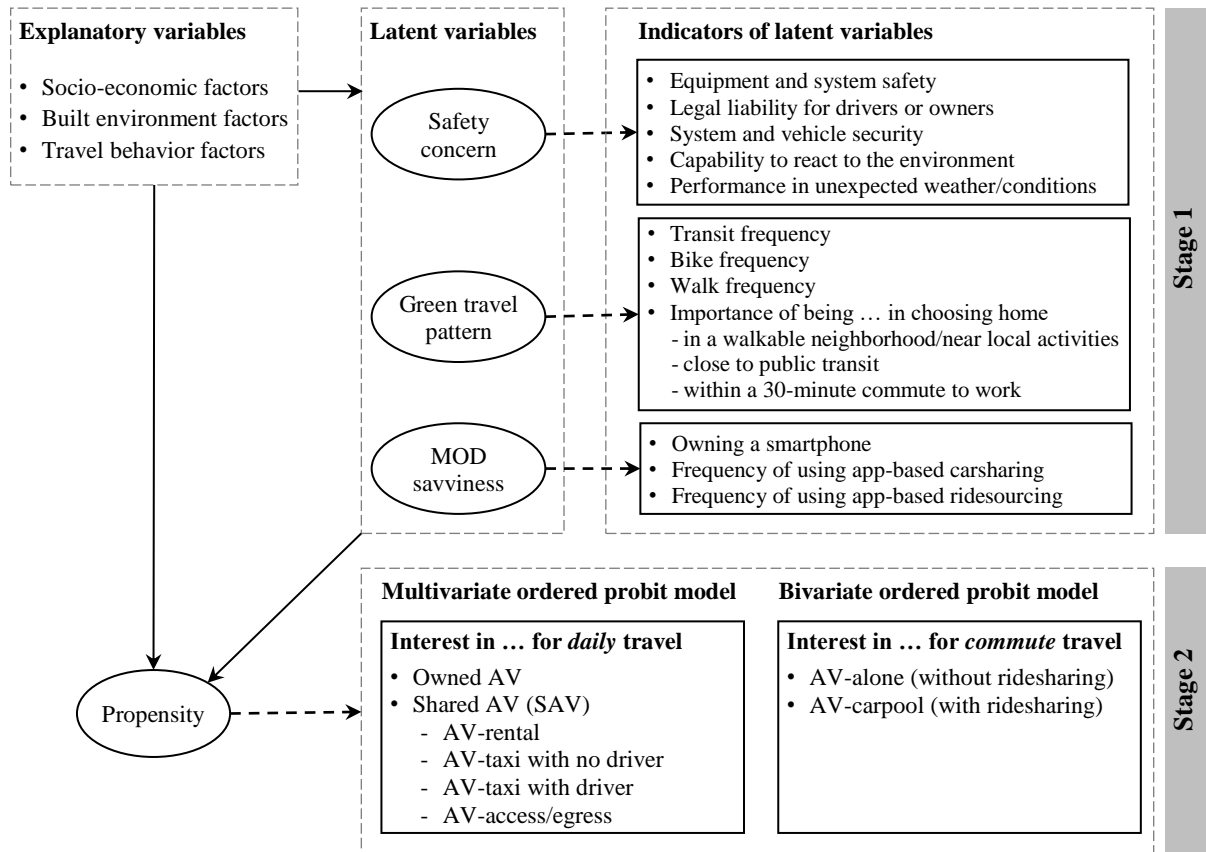 Explanatory variables
• Socio-economic factors
• Built environment factors
• Travel behavior factors
Latent variables
Safety
concern
Green travel
pattern
MOD
savviness
Indicators of latent variables
• Equipment and system safety
• Legal liability for drivers or owners
• System and vehicle security
• Capability to react to the environment
• Performance in unexpected weather/conditions
• Transit frequency
• Bike frequency
• Walk frequency
• Importance of being … in choosing home
- in a walkable neighborhood/near local activities
- close to public transit
- within a 30-minute commute to work
• Owning a smartphone
• Frequency of using app-based carsharing
• Frequency of using app-based ridesourcing
Stage 1
Propensity
Multivariate ordered probit model
Interest in … for daily travel
• Owned AV
• Shared AV (SAV)
- AV-rental
- AV-taxi with no driver
- AV-taxi with driver
- AV-access/egress
Bivariate ordered probit model
Interest in … for commute travel
• AV-alone (without ridesharing)
• AV-carpool (with ridesharing)
Stage 2